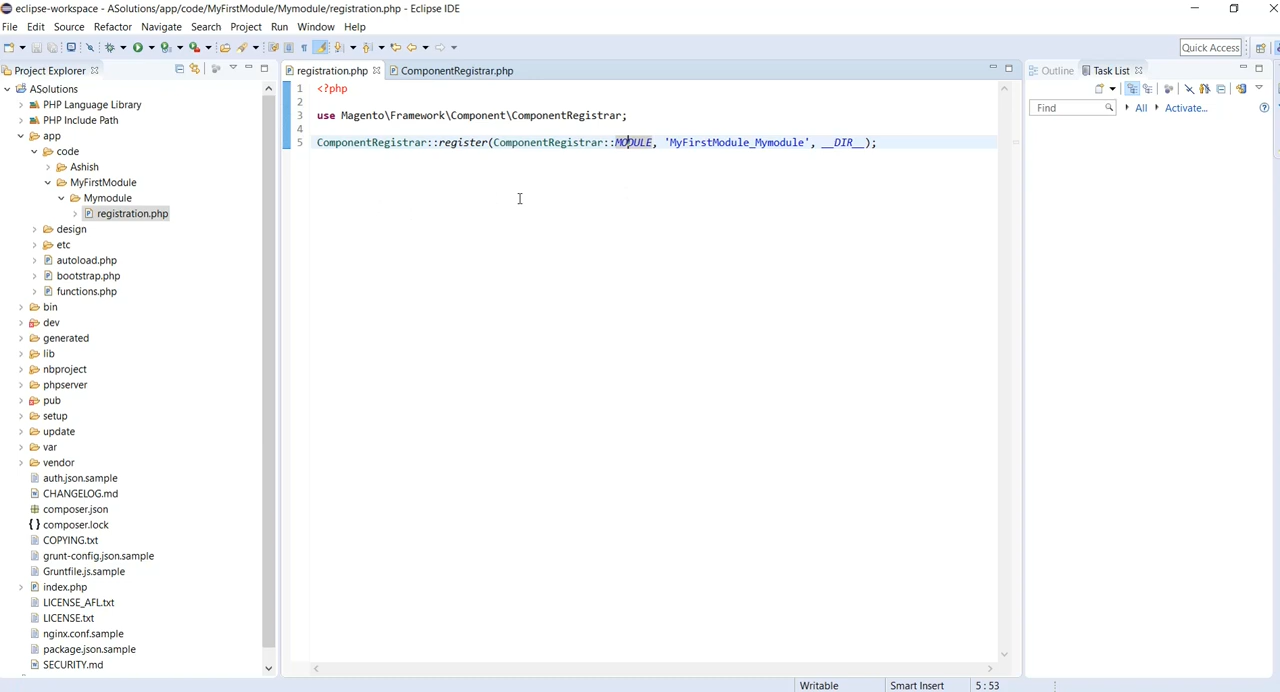 eclipse-workspace - ASolutions/app/code/MyFirstModule/Mymodule/registration.php - Eclipse IDE
File Edit Source Refactor Navigate Search Project Run Window Help
Quick Access
Project Explorer
registration.php ComponentRegistrar.php
Outline Task List
Find All Activate...
ASolutions
PHP Language Library
PHP Include Path
app
code
Ashish
MyFirstModule
Mymodule
registration.php
design
etc
autoload.php
bootstrap.php
functions.php
bin
dev
generated
lib
nbproject
phpserver
pub
setup
update
var
vendor
auth.json.sample
CHANGELOG.md
composer.json
composer.lock
COPYING.txt
grunt-config.json.sample
Gruntfile.js.sample
index.php
LICENSE_AFL.txt
LICENSE.txt
nginx.conf.sample
package.json.sample
SECURITY.md
1 <?php
2
3 use Magento\Framework\Component\ComponentRegistrar;
4
5 ComponentRegistrar::register(ComponentRegistrar::MODULE, 'MyFirstModule_Mymodule', __DIR__);
Writable Smart Insert 5:53